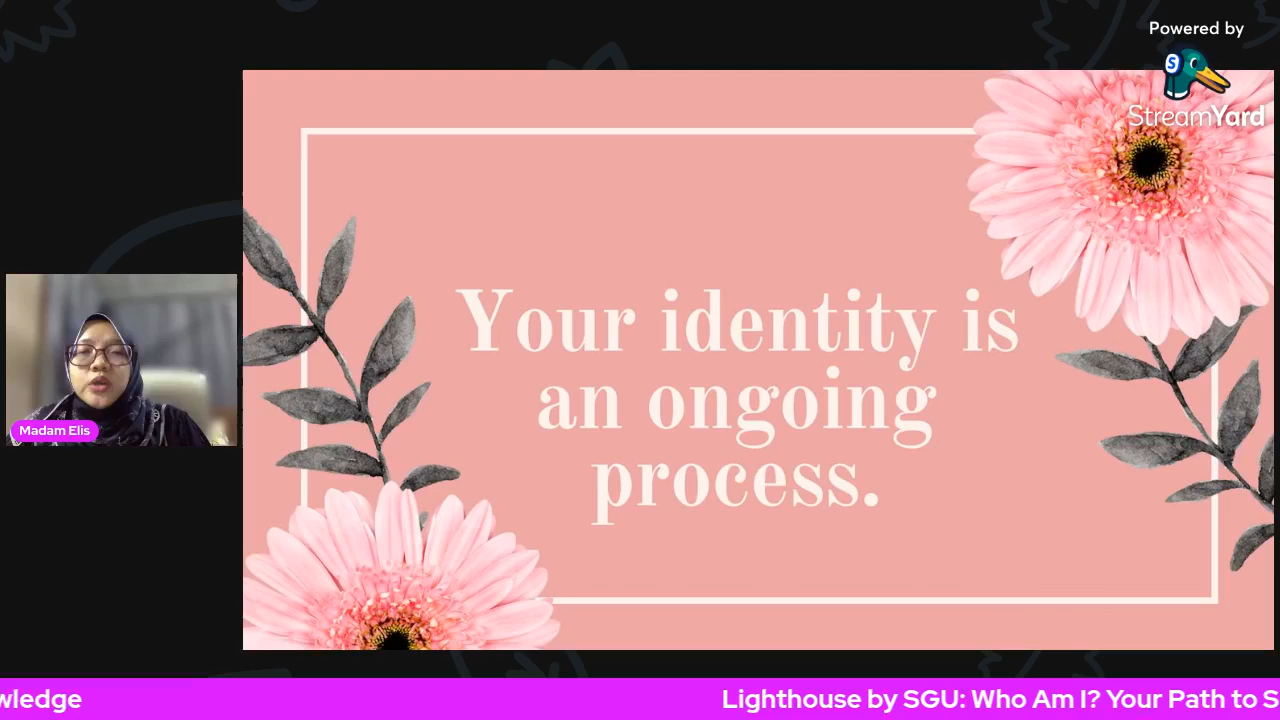 Powered by
StreamYard
Your identity is
an ongoing
process.
Madam Elis
wledge
Lighthouse by SGU: Who Am I? Your Path to S